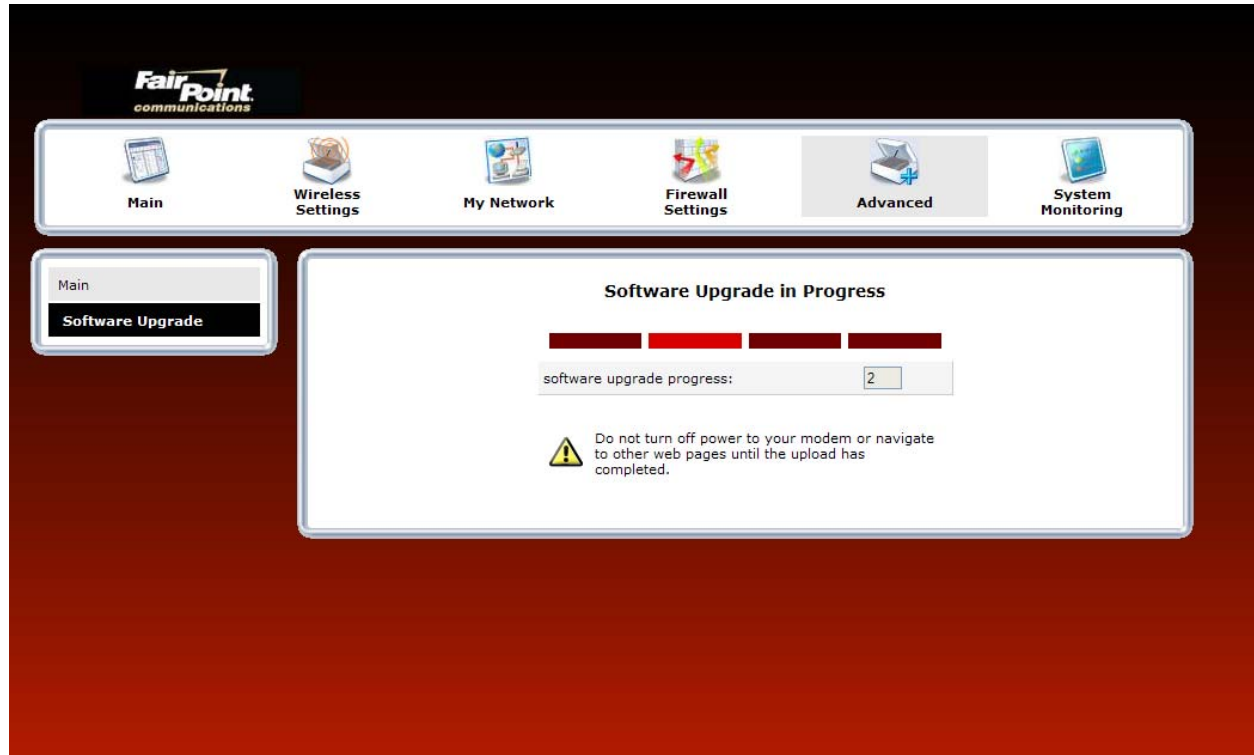 Fair
Point.
communications
Main
Wireless
Settings
My Network
Firewall
Settings
Advanced
System
Monitoring
Main
Software Upgrade
Software Upgrade in Progress
software upgrade progress: 2
Do not turn off power to your modem or navigate
to other web pages until the upload has
completed.